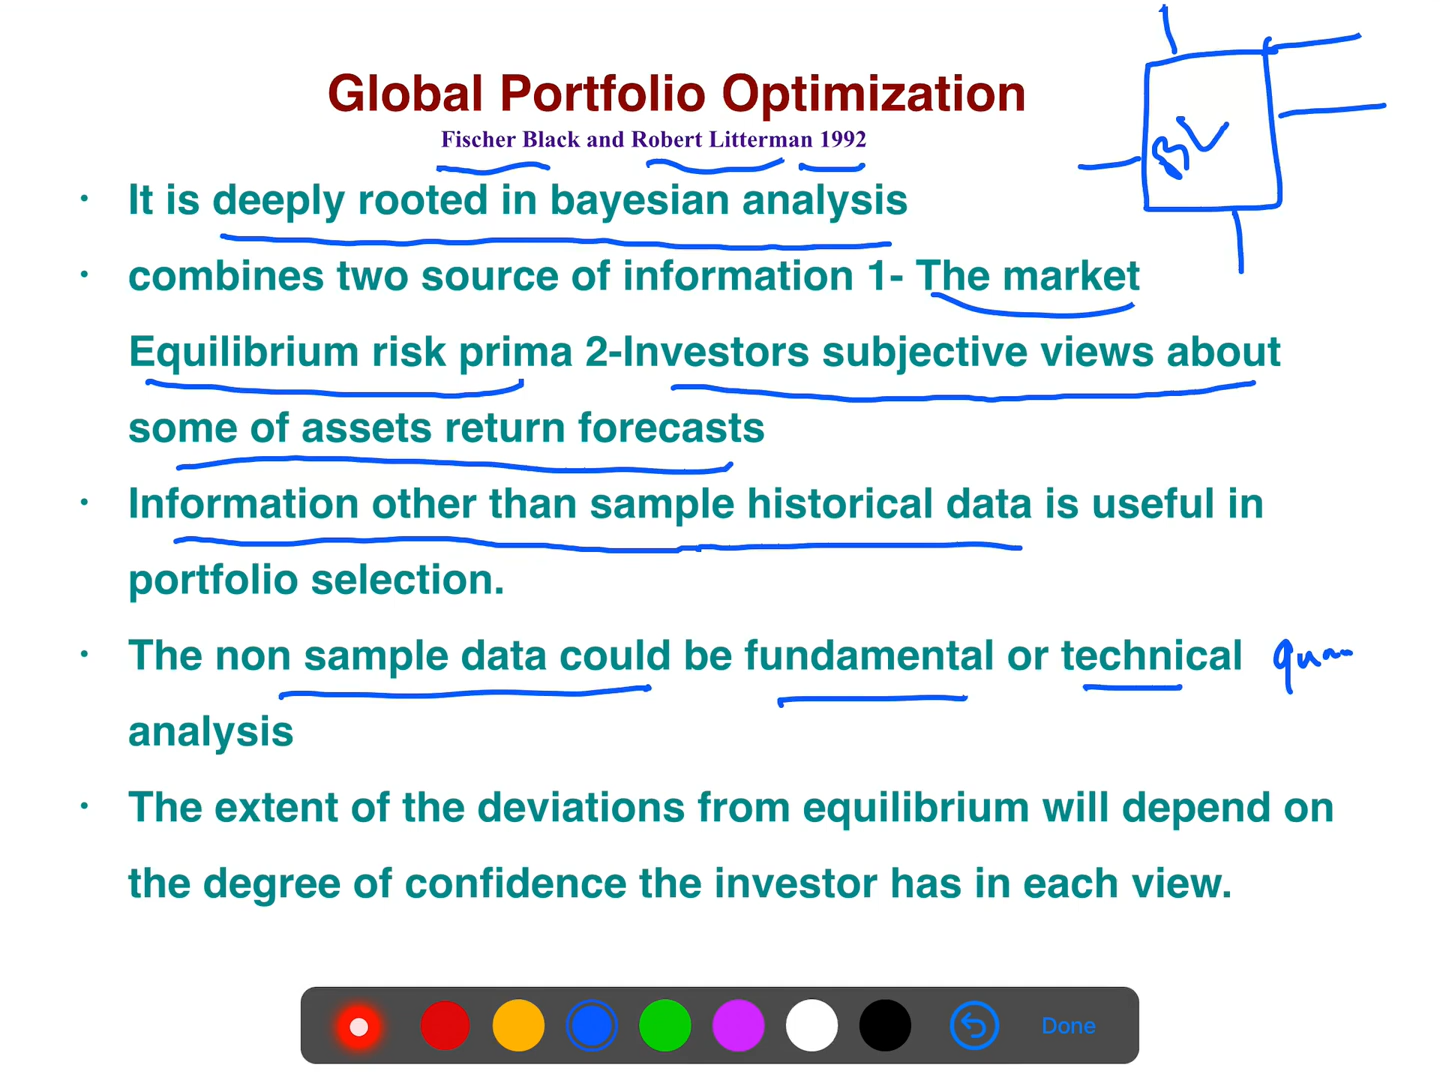 Global Portfolio Optimization
Fischer Black and Robert Litterman 1992
• It is deeply rooted in bayesian analysis
• combines two source of information 1- The market
Equilibrium risk prima 2-Investors subjective views about
some of assets return forecasts
• Information other than sample historical data is useful in
portfolio selection.
• The non sample data could be fundamental or technical
analysis
• The extent of the deviations from equilibrium will depend on
the degree of confidence the investor has in each view.
Done